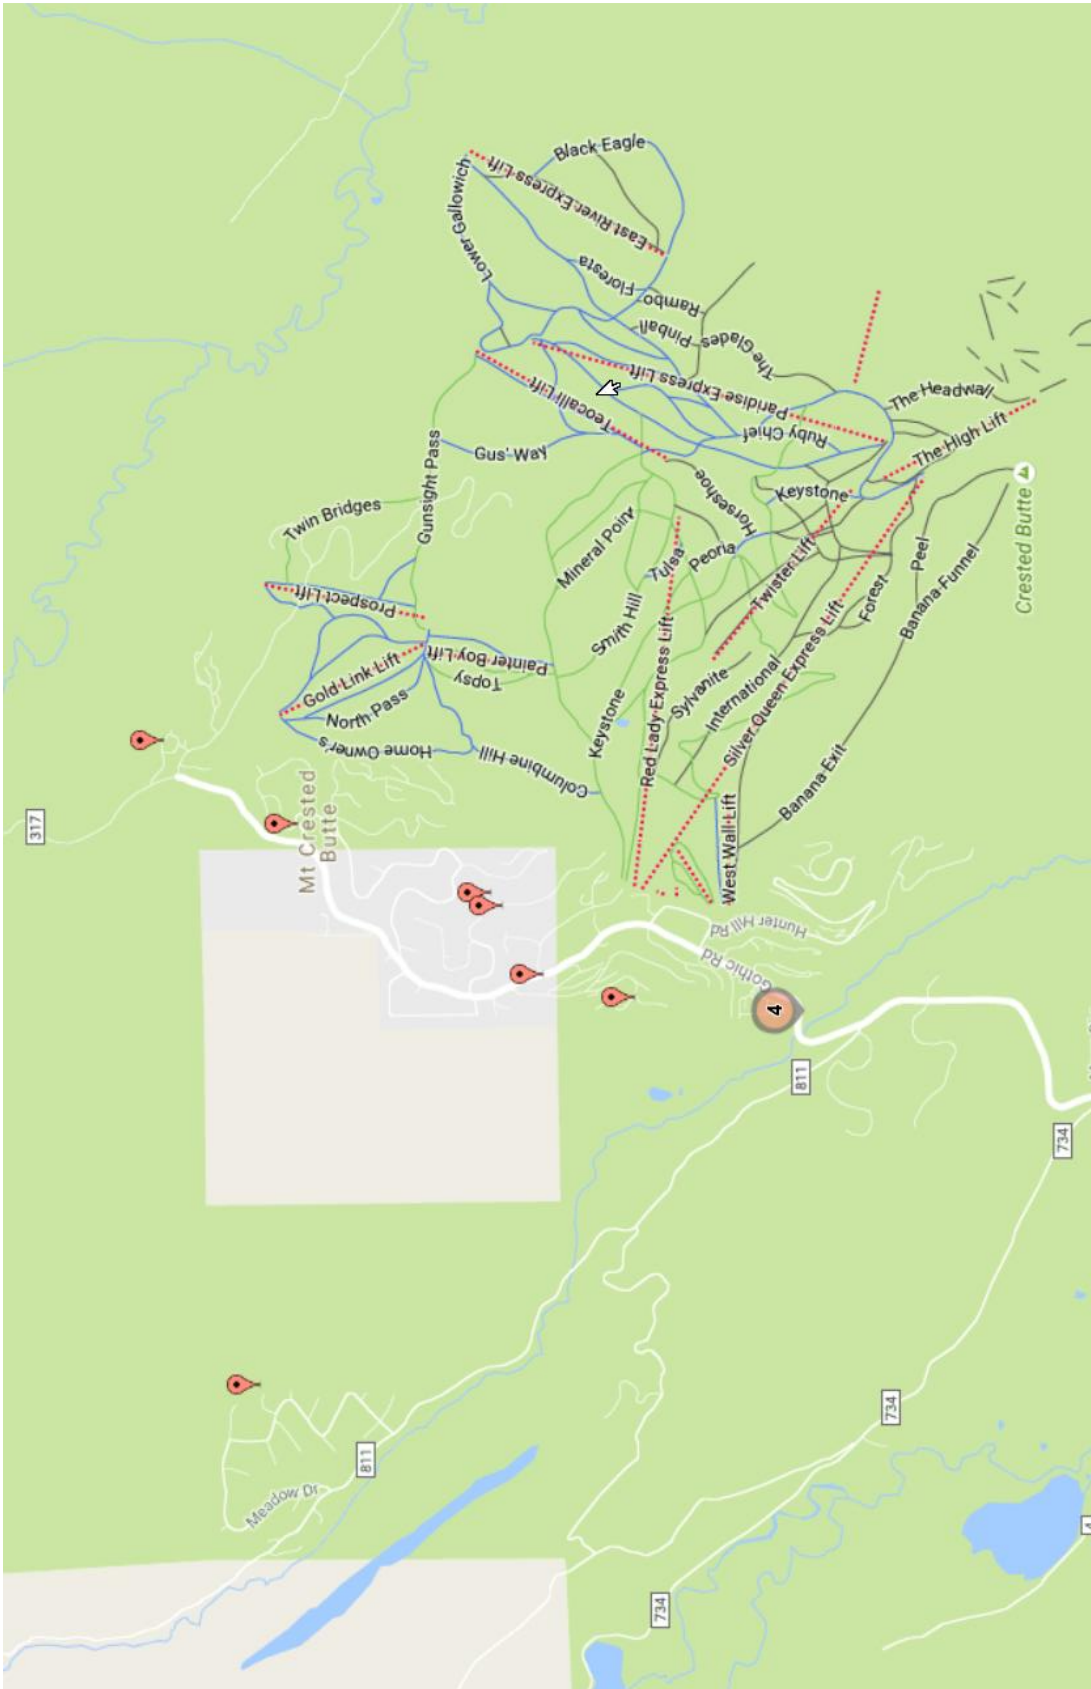 Black Eagle
East River Express Lift
Lower Gallowich
Floresta
Rambo
Pinball
The Glades
Teocalli Lift
Paridise Express Lift
The Headwall
Ruby Chief
The High Lift
Gus' Way
Gunsight Pass
Twin Bridges
Horseshoe
Keystone
Crested Butte
Mineral Point
Tulsa
Peoria
Twister Lift
Peel
Forest
Banana Funnel
Prospect Lift
Smith Hill
Painter Boy Lift
Topsy
Gold Link Lift
North Pass
Home Owner's
Columbine Hill
Keystone
Red Lady Express Lift
Sylvanite
International
Silver Queen Express Lift
Banana Exit
West Wall Lift
317
Mt Crested
Butte
Hunter Hill Rd
Gothic Rd
4
811
734
734
811
Meadow Dr
734